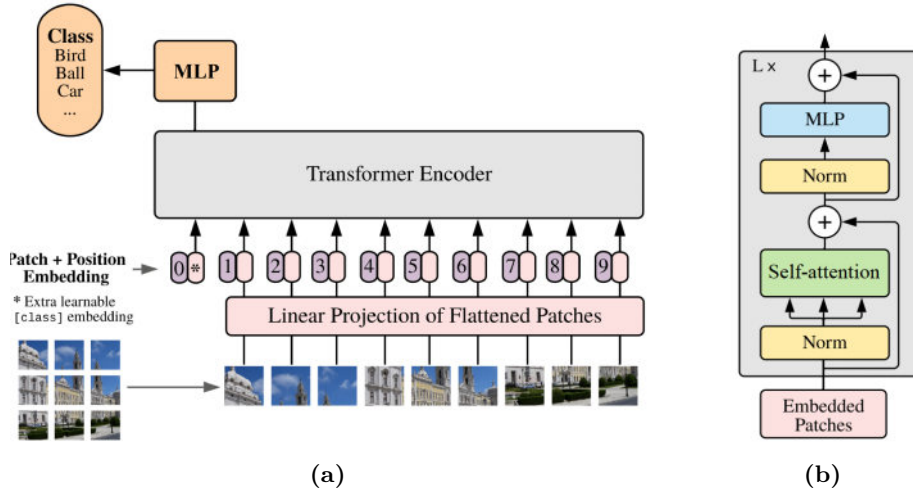 Class
Bird
Ball
Car
...
MLP
Transformer Encoder
Patch + Position
Embedding
* Extra learnable
[class] embedding
0 * 1 2 3 4 5 6 7 8 9
Linear Projection of Flattened Patches
(a)
L ×
+
MLP
Norm
+
Self-attention
Norm
Embedded
Patches
(b)